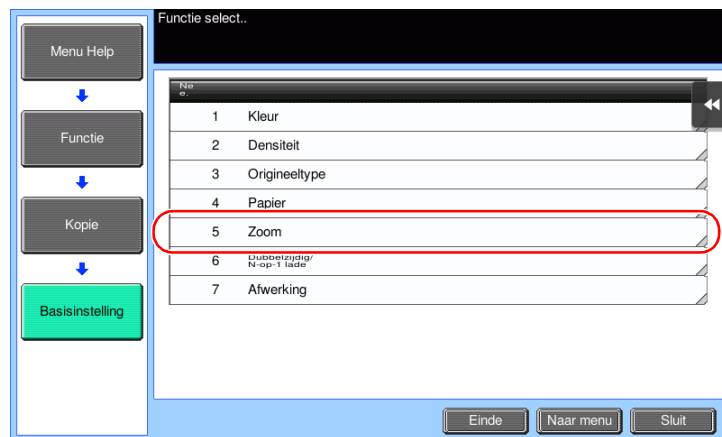 Functie select..
Menu Help
Functie
Kopie
Basisinstelling
Ne
e.
1 Kleur
2 Densiteit
3 Origineeltype
4 Papier
5 Zoom
6 Dubbelzijdig/
N-op-1 lade
7 Afwerking
Einde
Naar menu
Sluit